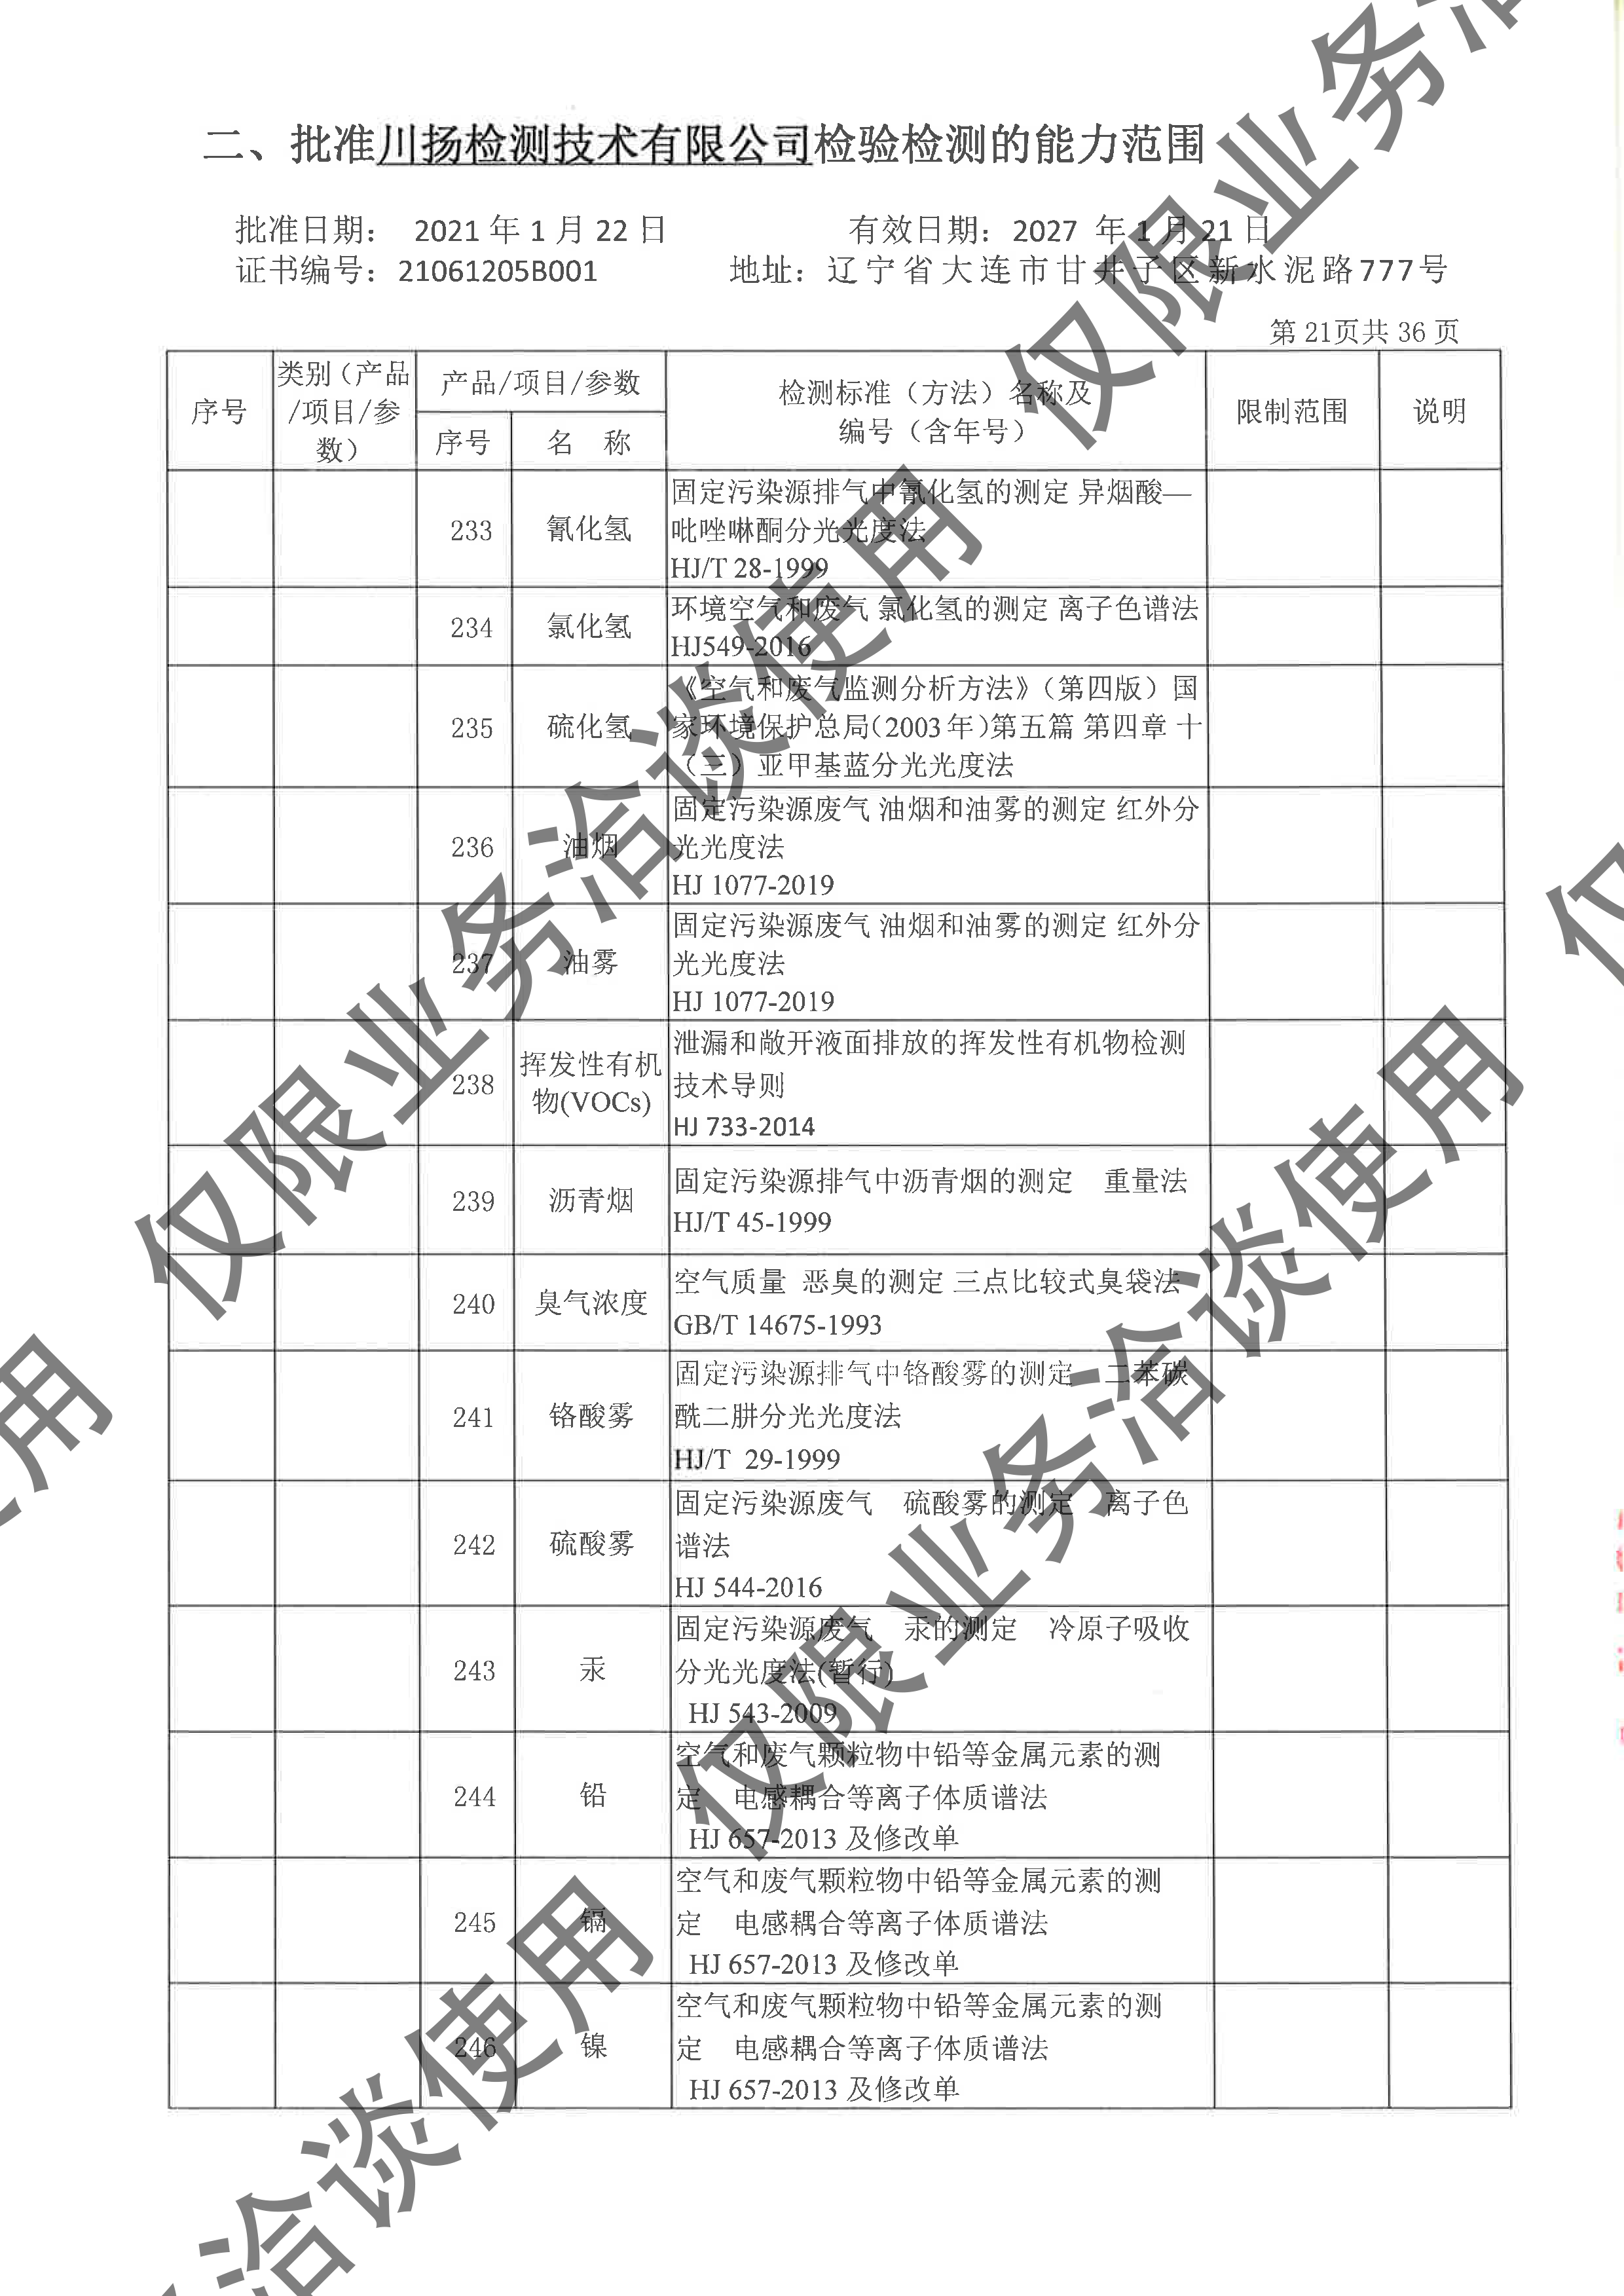 二、批准川扬检测技术有限公司检验检测的能力范围
批准日期： 2021 年 1 月 22 日 有效日期：2027 年 1 月 21 日
证书编号：21061205B001 地址：辽宁省大连市甘井子区新水泥路777号
第 21页共 36 页
序号
类别（产品
/项目/参
数）
产品/项目/参数
序号
名 称
检测标准（方法）名称及
编号（含年号）
限制范围
说明
233
氰化氢
固定污染源排气中氰化氢的测定 异烟酸—
吡唑啉酮分光光度法
HJ/T 28-1999
234
氯化氢
环境空气和废气 氯化氢的测定 离子色谱法
HJ549-2016
235
硫化氢
《空气和废气监测分析方法》（第四版）国
家环境保护总局（2003 年）第五篇 第四章 十
（三）亚甲基蓝分光光度法
236
油烟
固定污染源废气 油烟和油雾的测定 红外分
光光度法
HJ 1077-2019
237
油雾
固定污染源废气 油烟和油雾的测定 红外分
光光度法
HJ 1077-2019
238
挥发性有机
物(VOCs)
泄漏和敞开液面排放的挥发性有机物检测
技术导则
HJ 733-2014
239
沥青烟
固定污染源排气中沥青烟的测定 重量法
HJ/T 45-1999
240
臭气浓度
空气质量 恶臭的测定 三点比较式臭袋法
GB/T 14675-1993
241
铬酸雾
固定污染源排气中铬酸雾的测定 二苯碳
酰二肼分光光度法
HJ/T 29-1999
242
硫酸雾
固定污染源废气 硫酸雾的测定 离子色
谱法
HJ 544-2016
243
汞
固定污染源废气 汞的测定 冷原子吸收
分光光度法(暂行)
HJ 543-2009
244
铅
空气和废气颗粒物中铅等金属元素的测
定 电感耦合等离子体质谱法
HJ 657-2013 及修改单
245
镉
空气和废气颗粒物中铅等金属元素的测
定 电感耦合等离子体质谱法
HJ 657-2013 及修改单
246
镍
空气和废气颗粒物中铅等金属元素的测
定 电感耦合等离子体质谱法
HJ 657-2013 及修改单
仅限业务洽
仅限业务洽谈使用
仅限业务洽谈使用
仅
使用
洽谈使用